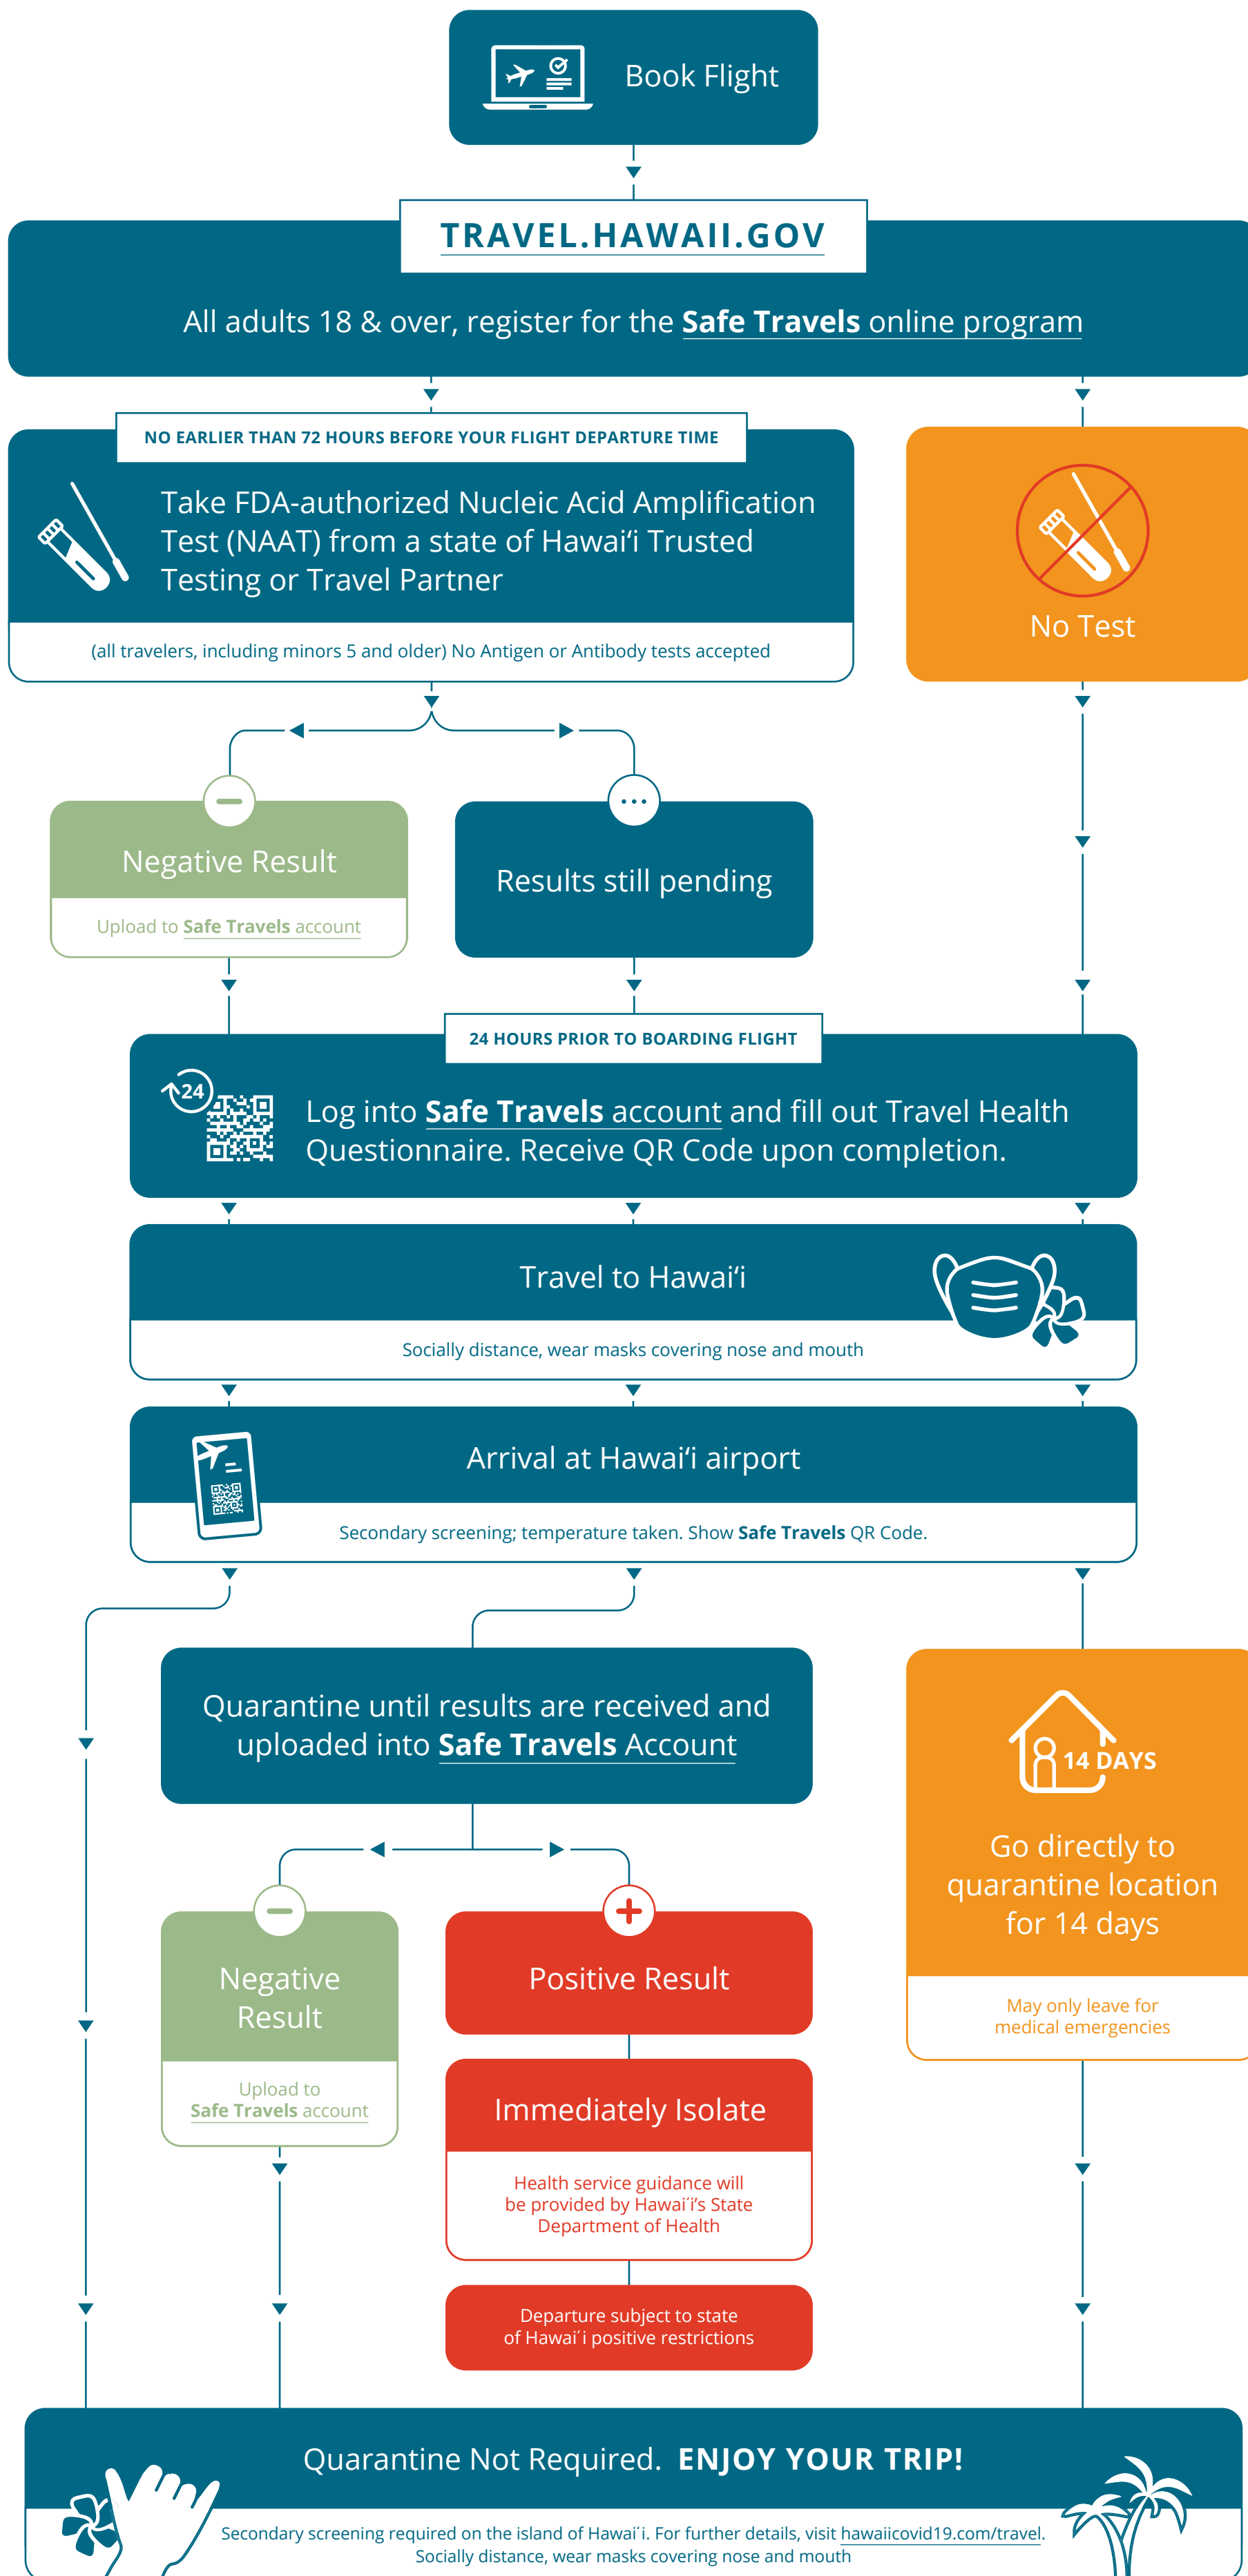 Book Flight
TRAVEL.HAWAII.GOV
All adults 18 & over, register for the Safe Travels online program
NO EARLIER THAN 72 HOURS BEFORE YOUR FLIGHT DEPARTURE TIME
Take FDA-authorized Nucleic Acid Amplification
Test (NAAT) from a state of Hawai‘i Trusted
Testing or Travel Partner
(all travelers, including minors 5 and older) No Antigen or Antibody tests accepted
No Test
Negative Result
Upload to Safe Travels account
Results still pending
24 HOURS PRIOR TO BOARDING FLIGHT
24
Log into Safe Travels account and fill out Travel Health
Questionnaire. Receive QR Code upon completion.
Travel to Hawai‘i
Socially distance, wear masks covering nose and mouth
Arrival at Hawai‘i airport
Secondary screening; temperature taken. Show Safe Travels QR Code.
Quarantine until results are received and
uploaded into Safe Travels Account
14 DAYS
Go directly to
quarantine location
for 14 days
May only leave for
medical emergencies
Negative
Result
Upload to
Safe Travels account
Positive Result
Immediately Isolate
Health service guidance will
be provided by Hawai´i’s State
Department of Health
Departure subject to state
of Hawai´i positive restrictions
Quarantine Not Required. ENJOY YOUR TRIP!
Secondary screening required on the island of Hawai´i. For further details, visit hawaiicovid19.com/travel.
Socially distance, wear masks covering nose and mouth